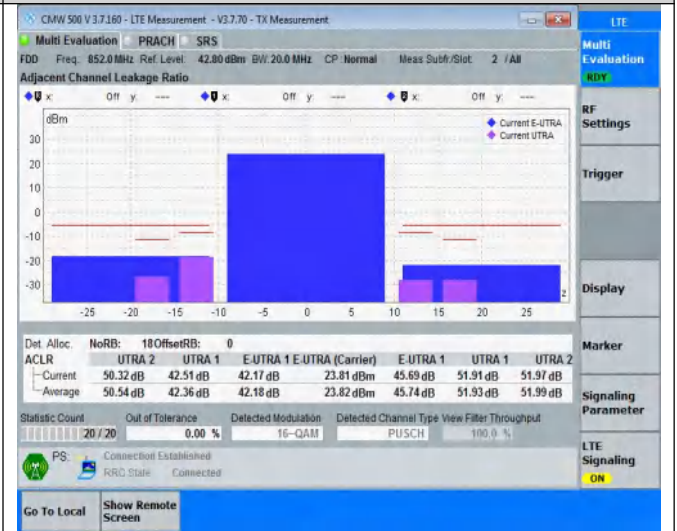 CMW 500 V 3.7.160 - LTE Measurement - V3.7.70 - TX Measurement
LTE
Multi Evaluation PRACH SRS
Multi Evaluation
RDY
FDD Freq.: 852.0 MHz Ref. Level: 42.80 dBm BW: 20.0 MHz CP: Normal Meas Subfr./Slot: 2 / All
Adjacent Channel Leakage Ratio
x: Off y: --- x: Off y: --- x: Off y: ---
dBm
Current E-UTRA
Current UTRA
30
20
10
0
-10
-20
-30
-25 -20 -15 -10 -5 0 5 10 15 20 25
RF Settings
Trigger
Display
Marker
Signaling Parameter
LTE Signaling
ON
Det. Alloc. NoRB: 18 OffsetRB: 0
ACLR UTRA 2 UTRA 1 E-UTRA 1 E-UTRA (Carrier) E-UTRA 1 UTRA 1 UTRA 2
Current 50.32 dB 42.51 dB 42.17 dB 23.81 dBm 45.69 dB 51.91 dB 51.97 dB
Average 50.54 dB 42.36 dB 42.18 dB 23.82 dBm 45.74 dB 51.93 dB 51.99 dB
Statistic Count Out of Tolerance Detected Modulation Detected Channel Type View Filter Throughput
20 / 20 0.00 % 16-QAM PUSCH 100.0 %
PS: Connection Established
RRC State Connected
Go To Local
Show Remote Screen